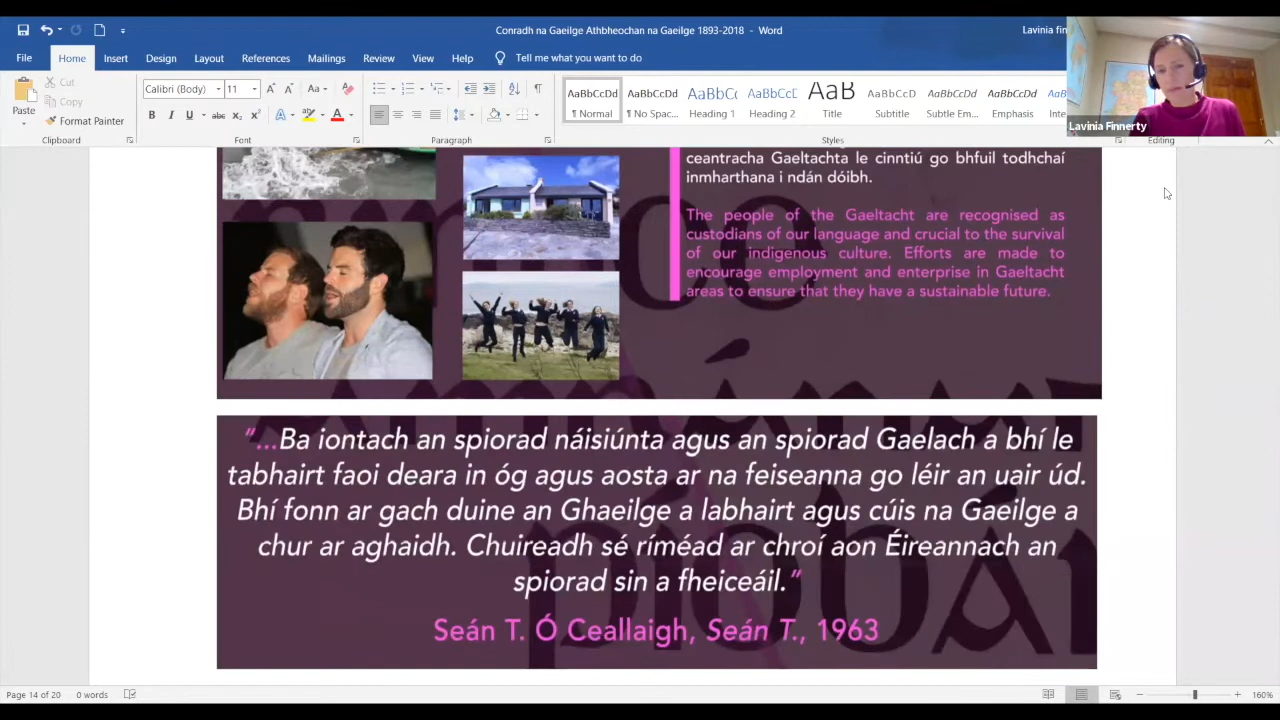 Conradh na Gaeilge Athbheochan na Gaeilge 1893-2018 - Word
Lavinia fin
File Home Insert Design Layout References Mailings Review View Help Tell me what you want to do
Cut
Copy
Format Painter
Paste
Calibri (Body) 11
Clipboard Font Paragraph Styles Editing
AaBbCcDd AaBbCcDd AaBbC AaBbCcE AaB AaBbCcD AaBbCcDd AaBbCcDd AaBb
¶ Normal ¶ No Spac... Heading 1 Heading 2 Title Subtitle Subtle Em... Emphasis Inte
Lavinia Finnerty
ceantracha Gaeltachta le cinntiú go bhfuil todhchaí
inmharthana i ndán dóibh.
The people of the Gaeltacht are recognised as
custodians of our language and crucial to the survival
of our indigenous culture. Efforts are made to
encourage employment and enterprise in Gaeltacht
areas to ensure that they have a sustainable future.
"...Ba iontach an spiorad náisiúnta agus an spiorad Gaelach a bhí le
tabhairt faoi deara in óg agus aosta ar na feiseanna go léir an uair úd.
Bhí fonn ar gach duine an Ghaeilge a labhairt agus cúis na Gaeilge a
chur ar aghaidh. Chuireadh sé ríméad ar chroí aon Éireannach an
spiorad sin a fheiceáil."
Seán T. Ó Ceallaigh, Seán T., 1963
Page 14 of 20 0 words 160%